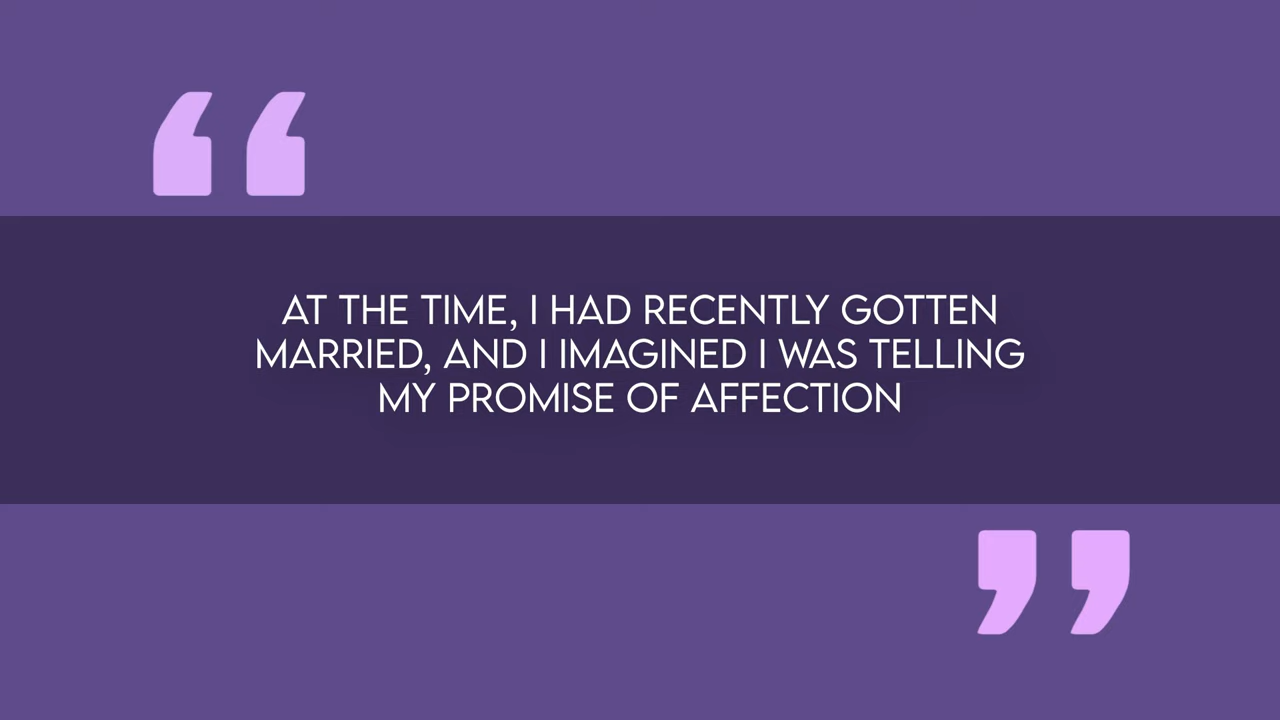 AT THE TIME, I HAD RECENTLY GOTTEN
MARRIED, AND I IMAGINED I WAS TELLING
MY PROMISE OF AFFECTION